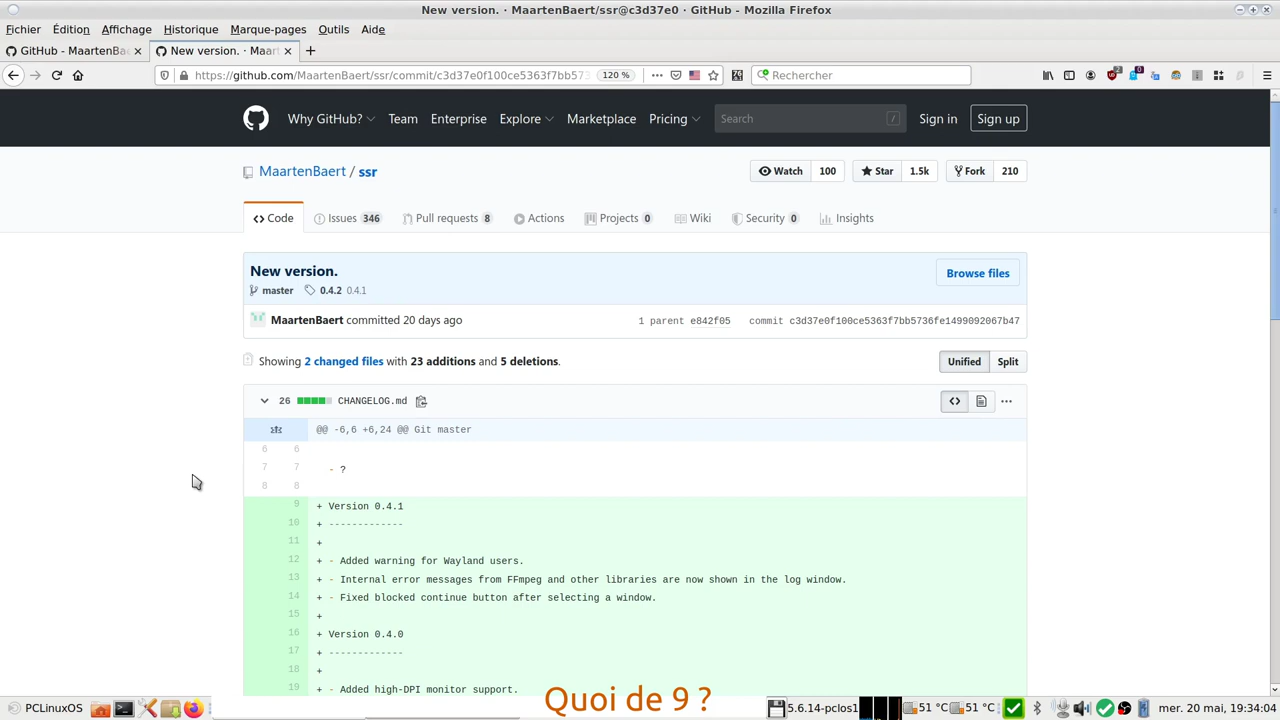 New version. · MaartenBaert/ssr@c3d37e0 · GitHub - Mozilla Firefox
Fichier Édition Affichage Historique Marque-pages Outils Aide
GitHub - MaartenBa New version. · Maart
https://github.com/MaartenBaert/ssr/commit/c3d37e0f100ce5363f7bb573 120 % Rechercher 2 0
Why GitHub? Team Enterprise Explore Marketplace Pricing Search / Sign in Sign up
MaartenBaert / ssr Watch 100 Star 1.5k Fork 210
Code Issues 346 Pull requests 8 Actions Projects 0 Wiki Security 0 Insights
New version. Browse files
master 0.4.2 0.4.1
MaartenBaert committed 20 days ago 1 parent e842f05 commit c3d37e0f100ce5363f7bb5736fe1499092067b47
Showing 2 changed files with 23 additions and 5 deletions. Unified Split
26 CHANGELOG.md
@@ -6,6 +6,24 @@ Git master
6 6
7 7 - ?
8 8
9 + Version 0.4.1
10 + -------------
11 +
12 + - Added warning for Wayland users.
13 + - Internal error messages from FFmpeg and other libraries are now shown in the log window.
14 + - Fixed blocked continue button after selecting a window.
15 +
16 + Version 0.4.0
17 + -------------
18 +
19 + - Added high-DPI monitor support.
Quoi de 9 ?
PCLinuxOS 5.6.14-pclos1 51 °C 51 °C mer. 20 mai, 19:34:04